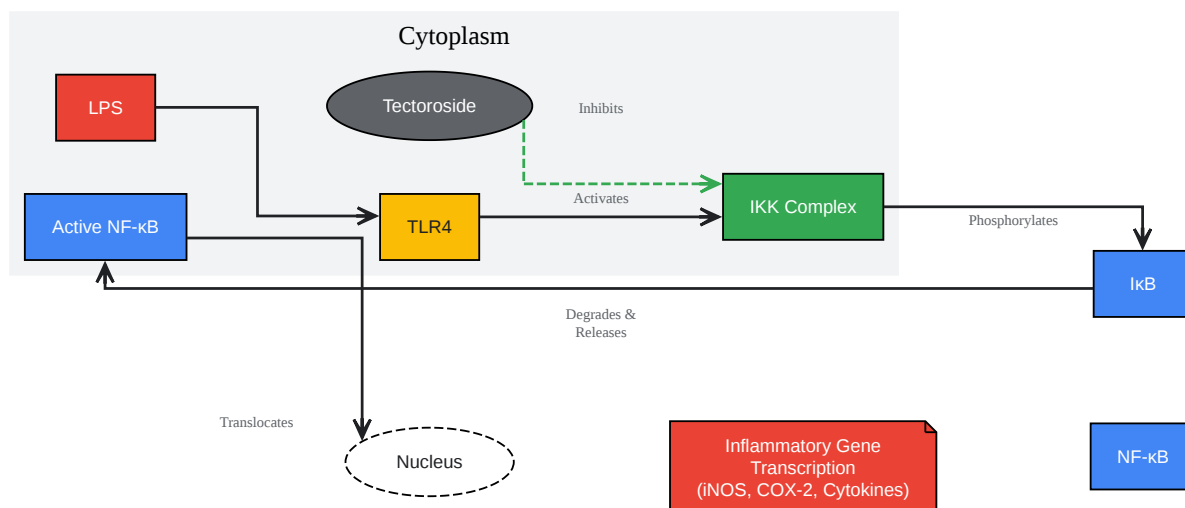 Cytoplasm
LPS
Tectoroside
Inhibits
Active NF-κB
TLR4
Activates
IKK Complex
Phosphorylates
IκB
Degrades &
Releases
Translocates
Nucleus
Inflammatory Gene
Transcription
(iNOS, COX-2, Cytokines)
NF-κB